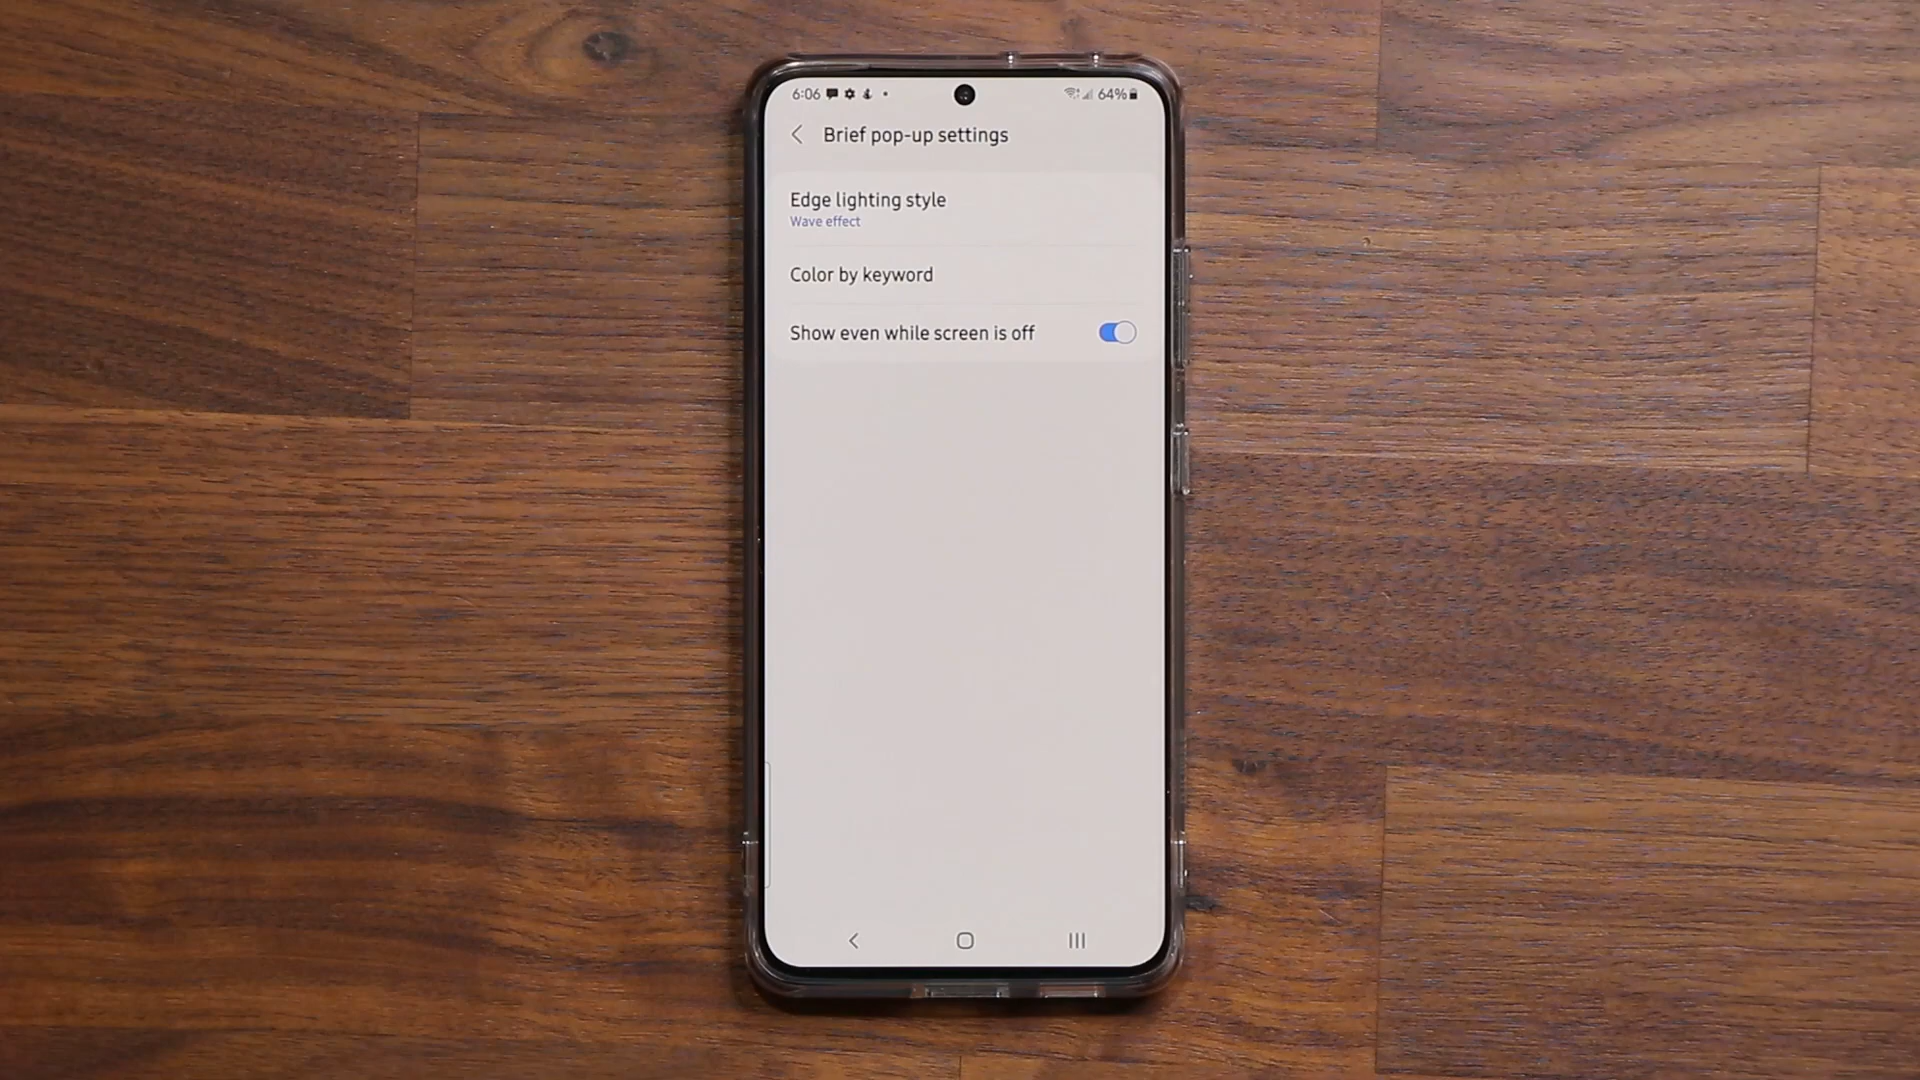 6:06
64%
Brief pop-up settings
Edge lighting style
Wave effect
Color by keyword
Show even while screen is off